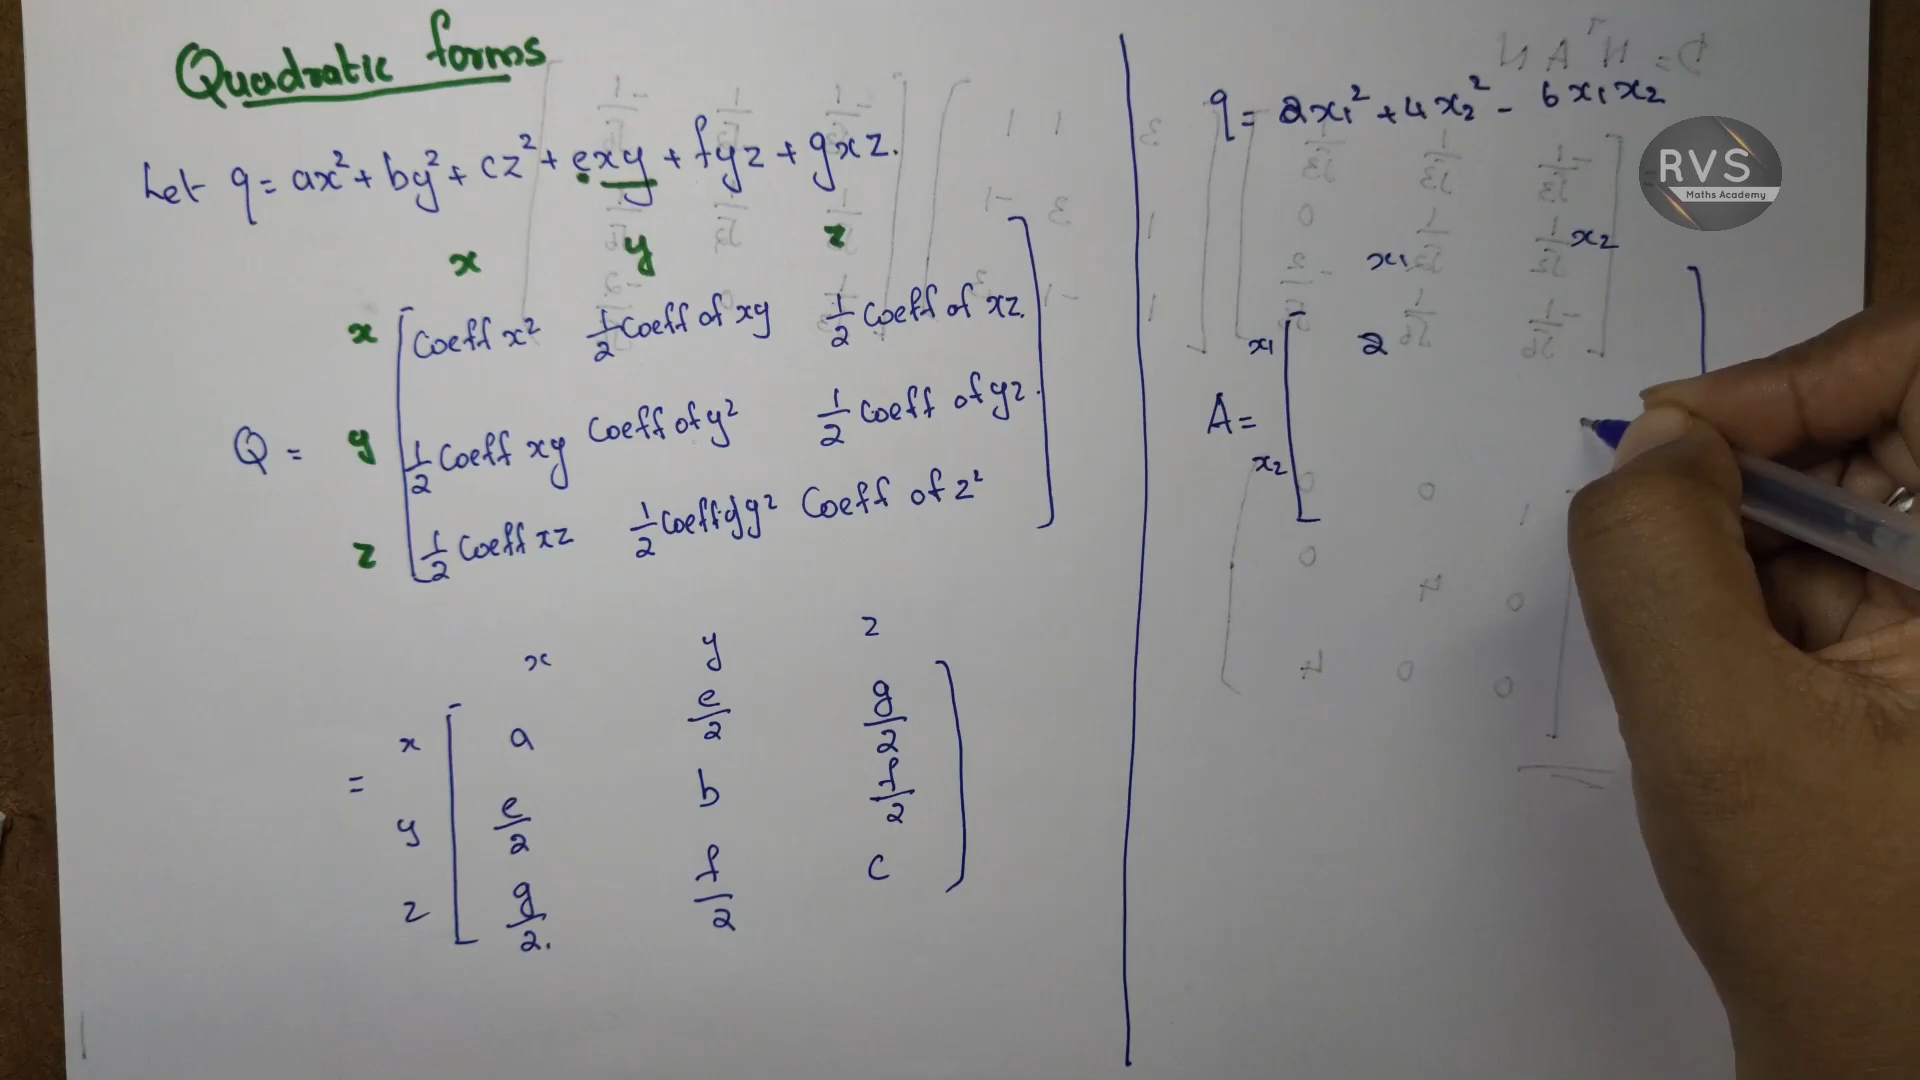 Quadratic forms
Let q = ax² + by² + cz² + exy + fyz + gxz.
x y z
x Coeff x² 1/2 Coeff of xy 1/2 Coeff of xz.
Q = y 1/2 Coeff xy Coeff of y² 1/2 Coeff of yz.
z 1/2 Coeff xz 1/2 Coeff of yz Coeff of z²
x y z
x a e/2 g/2
= y e/2 b f/2
z g/2. f/2 c
q = 2x₁² + 4x₂² - 6x₁x₂
RVS
Maths Academy
x₁ x₂
x₁ 2
A =
x₂